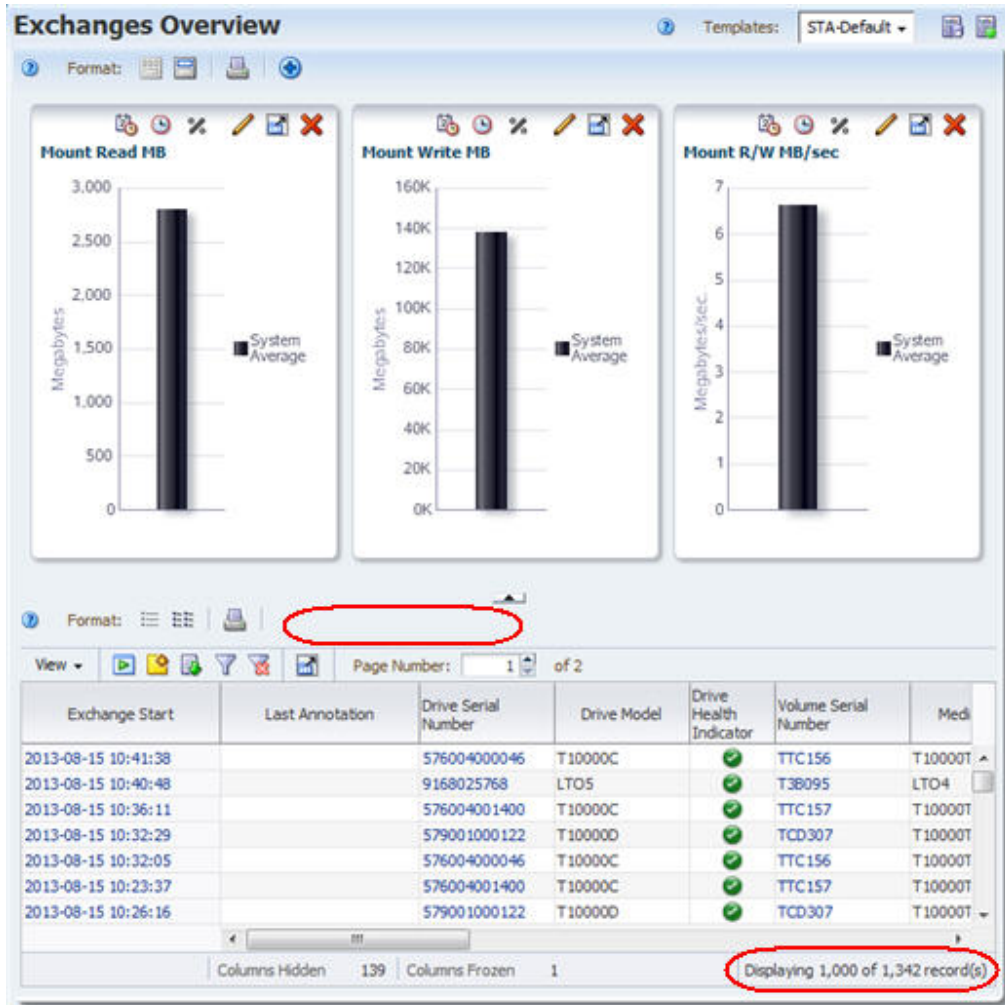 Exchanges Overview
Templates: STA-Default
Format:
Mount Read MB
3,000
2,500
2,000
1,500
1,000
500
0
Megabytes
System
Average
Mount Write MB
160K
140K
120K
100K
80K
60K
40K
20K
0K
Megabytes
System
Average
Mount R/W MB/sec
7
6
5
4
3
2
1
0
Megabytes/sec.
System
Average
Format:
View Page Number: 1 of 2
Exchange Start Last Annotation Drive Serial Number Drive Model Drive Health Indicator Volume Serial Number Medi
2013-08-15 10:41:38 576004000046 T10000C TTC156 T10000T
2013-08-15 10:40:48 9168025768 LTO5 T3B095 LTO4
2013-08-15 10:36:11 576004001400 T10000C TTC157 T10000T
2013-08-15 10:32:29 579001000122 T10000D TCD307 T10000T
2013-08-15 10:32:05 576004000046 T10000C TTC156 T10000T
2013-08-15 10:23:37 576004001400 T10000C TTC157 T10000T
2013-08-15 10:26:16 579001000122 T10000D TCD307 T10000T
Columns Hidden 139 Columns Frozen 1 Displaying 1,000 of 1,342 record(s)